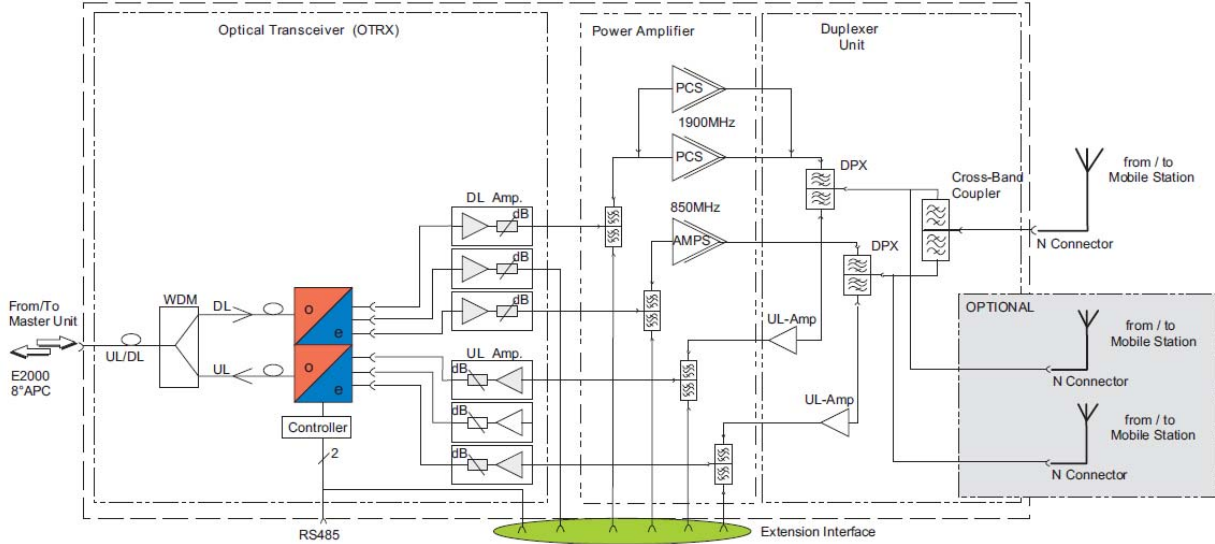 Optical Transceiver (OTRX)
Power Amplifier
Duplexer
Unit
PCS
1900MHz
PCS
DPX
Cross-Band
Coupler
from / to
Mobile Station
N Connector
DL Amp.
dB
850MHz
AMPS
DPX
dB
dB
From/To
Master Unit
WDM
DL
o
e
UL/DL
UL
o
e
E2000
8°APC
UL Amp.
dB
dB
dB
UL-Amp
UL-Amp
OPTIONAL
from / to
Mobile Station
N Connector
from / to
Mobile Station
N Connector
Controller
2
RS485
Extension Interface